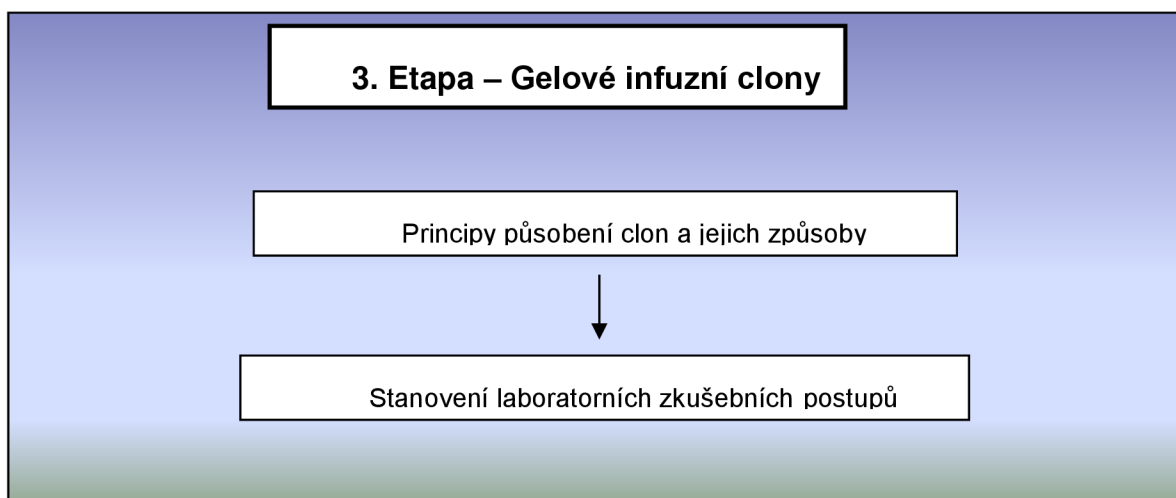 3. Etapa – Gelové infuzní clony
Principy působení clon a jejich způsoby
Stanovení laboratorních zkušebních postupů